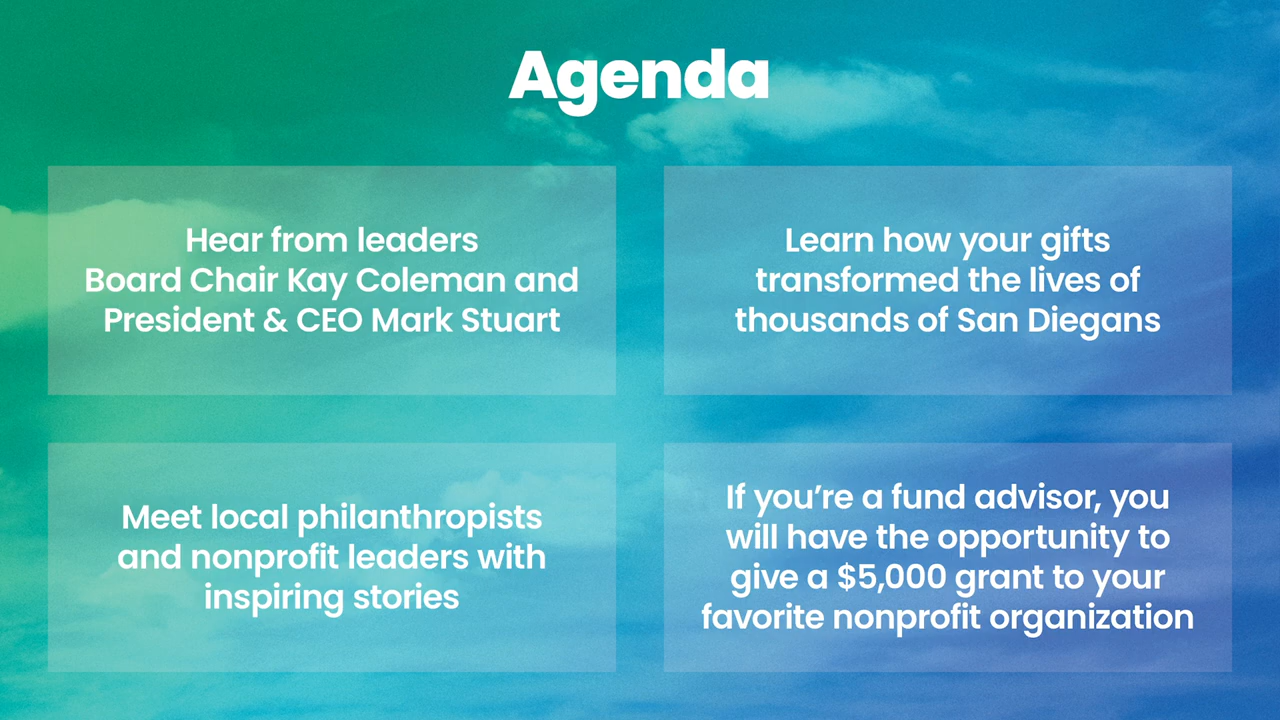 Agenda
Hear from leaders
Board Chair Kay Coleman and
President & CEO Mark Stuart
Learn how your gifts
transformed the lives of
thousands of San Diegans
Meet local philanthropists
and nonprofit leaders with
inspiring stories
If you’re a fund advisor, you
will have the opportunity to
give a $5,000 grant to your
favorite nonprofit organization